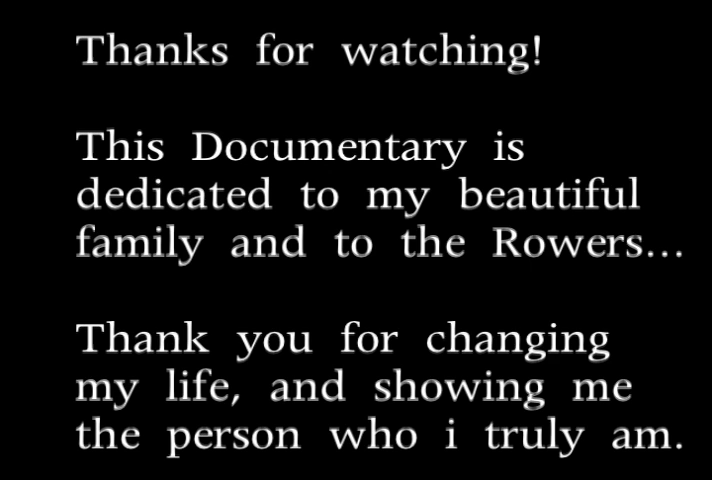 Thanks for watching!
This Documentary is
dedicated to my beautiful
family and to the Rowers...
Thank you for changing
my life, and showing me
the person who i truly am.